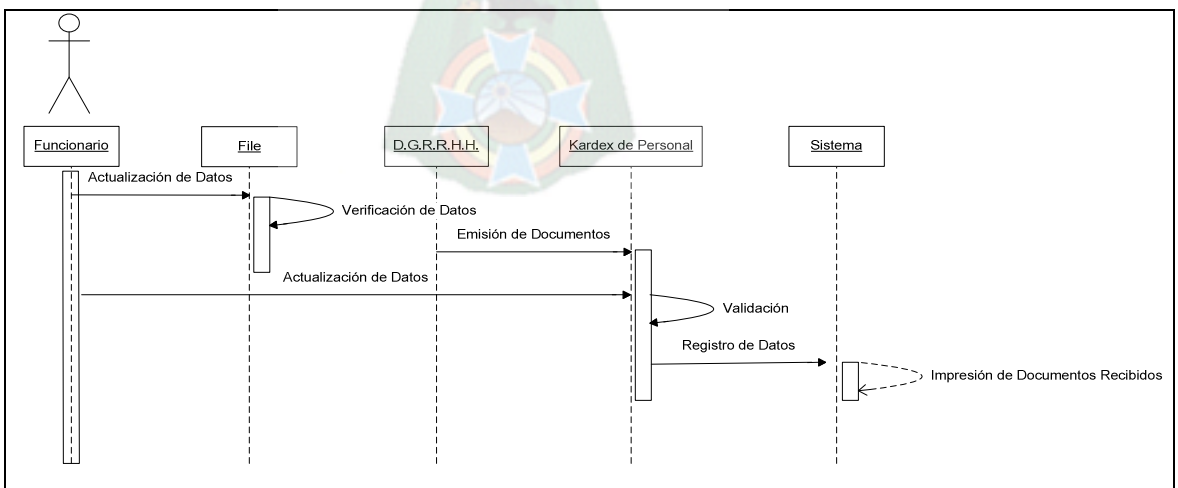 Funcionario
File
D.G.R.R.H.H.
Kardex de Personal
Sistema
Actualización de Datos
Verificación de Datos
Emisión de Documentos
Actualización de Datos
Validación
Registro de Datos
Impresión de Documentos Recibidos